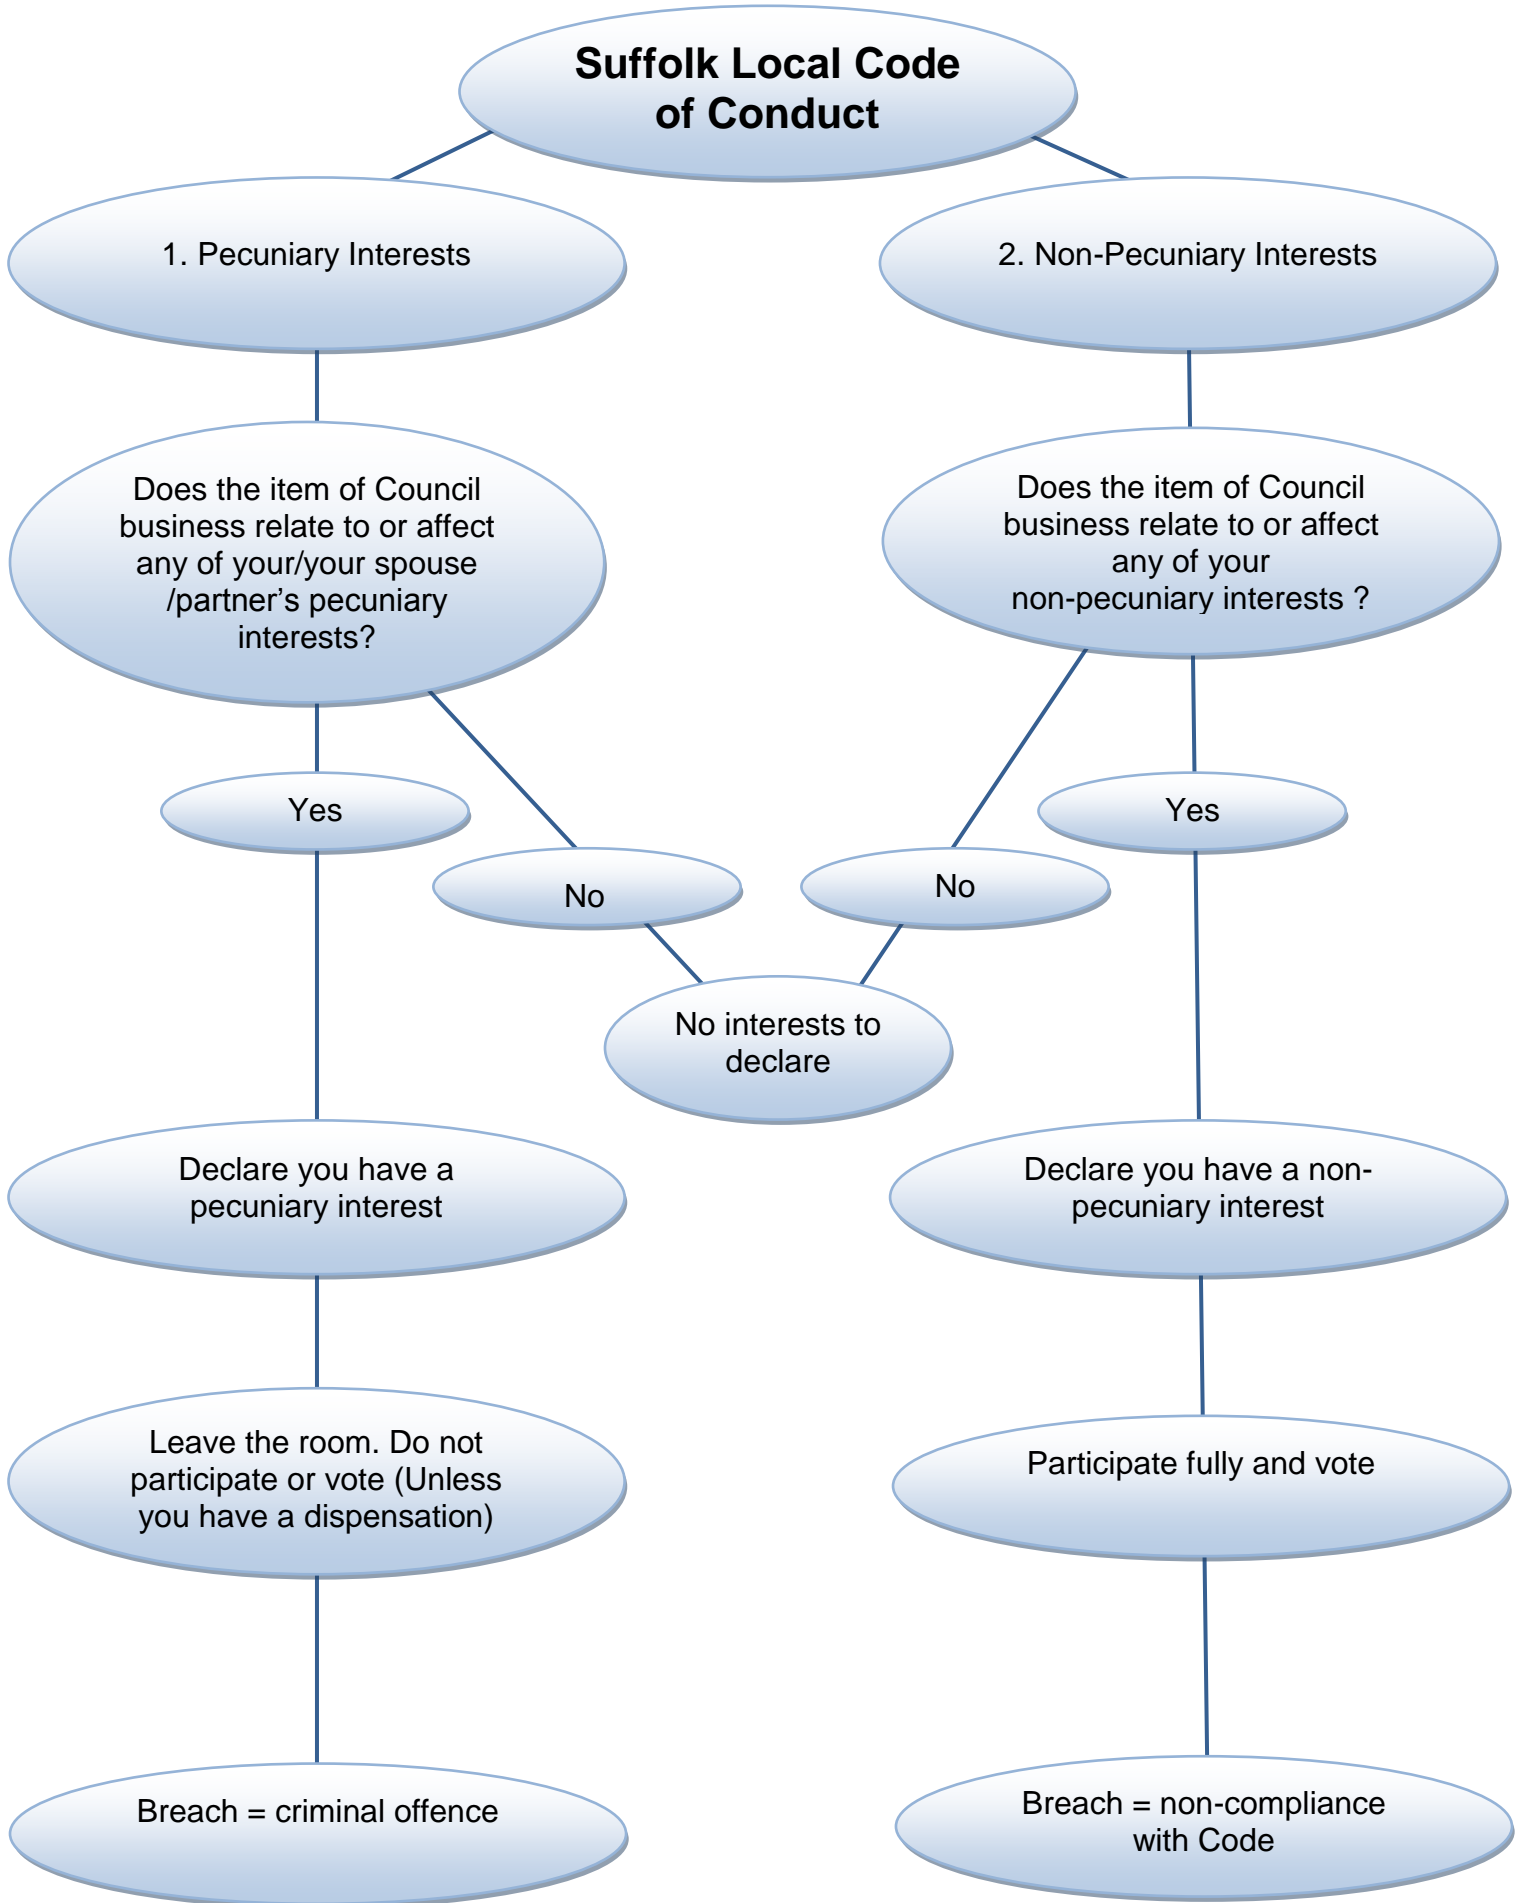 Suffolk Local Code
of Conduct
1. Pecuniary Interests
2. Non-Pecuniary Interests
Does the item of Council
business relate to or affect
any of your/your spouse
/partner’s pecuniary
interests?
Does the item of Council
business relate to or affect
any of your
non-pecuniary interests ?
Yes
No
No
Yes
No interests to
declare
Declare you have a
pecuniary interest
Declare you have a non-
pecuniary interest
Leave the room. Do not
participate or vote (Unless
you have a dispensation)
Participate fully and vote
Breach = criminal offence
Breach = non-compliance
with Code